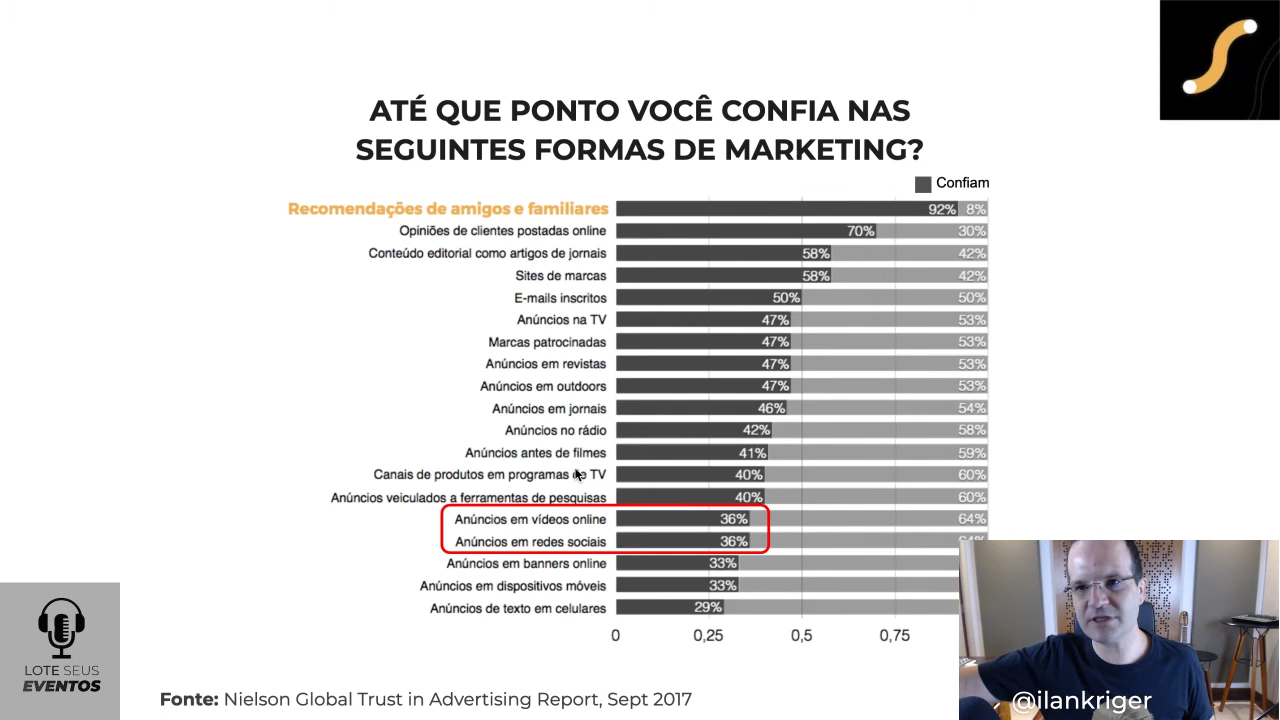 ATÉ QUE PONTO VOCÊ CONFIA NAS
SEGUINTES FORMAS DE MARKETING?
Confiam
Recomendações de amigos e familiares 92% 8%
Opiniões de clientes postadas online 70% 30%
Conteúdo editorial como artigos de jornais 58% 42%
Sites de marcas 58% 42%
E-mails inscritos 50% 50%
Anúncios na TV 47% 53%
Marcas patrocinadas 47% 53%
Anúncios em revistas 47% 53%
Anúncios em outdoors 47% 53%
Anúncios em jornais 46% 54%
Anúncios no rádio 42% 58%
Anúncios antes de filmes 41% 59%
Canais de produtos em programas de TV 40% 60%
Anúncios veiculados a ferramentas de pesquisas 40% 60%
Anúncios em vídeos online 36% 64%
Anúncios em redes sociais 36% 64%
Anúncios em banners online 33%
Anúncios em dispositivos móveis 33%
Anúncios de texto em celulares 29%
0 0,25 0,5 0,75
LOTE SEUS
EVENTOS
Fonte: Nielson Global Trust in Advertising Report, Sept 2017
@ilankriger